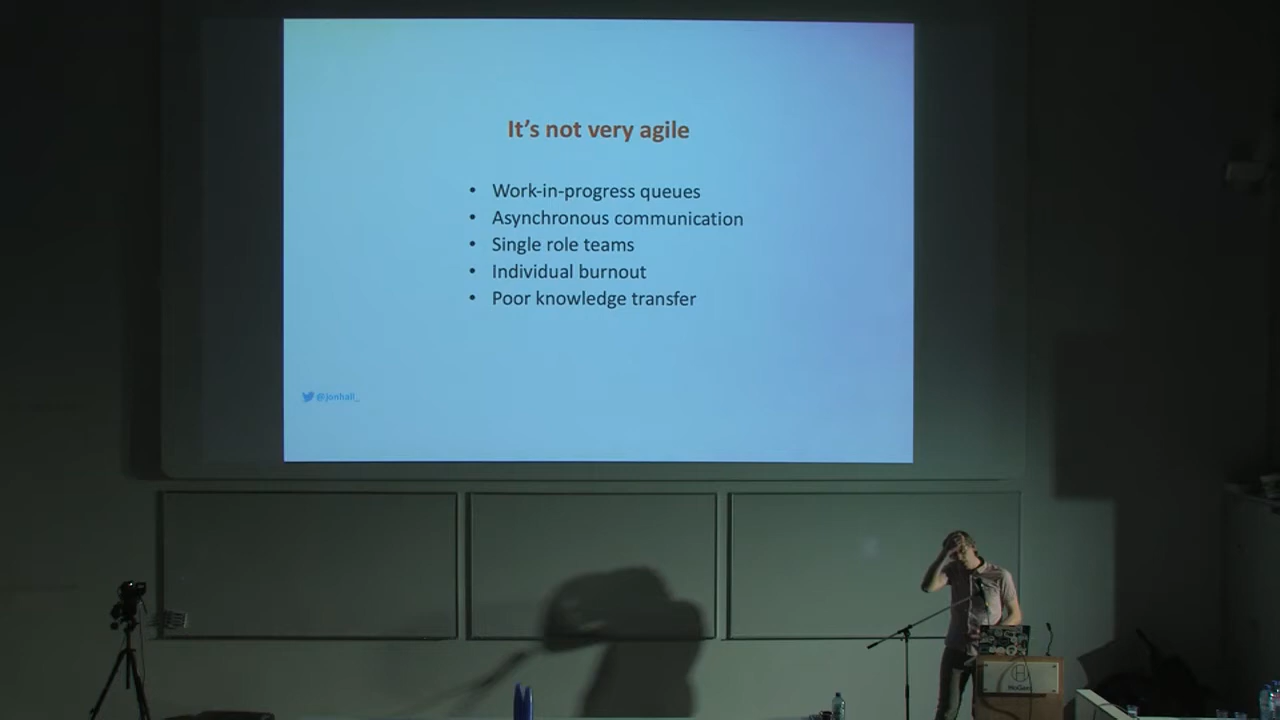 It's not very agile
• Work-in-progress queues
• Asynchronous communication
• Single role teams
• Individual burnout
• Poor knowledge transfer
@jonhall_
HoGent